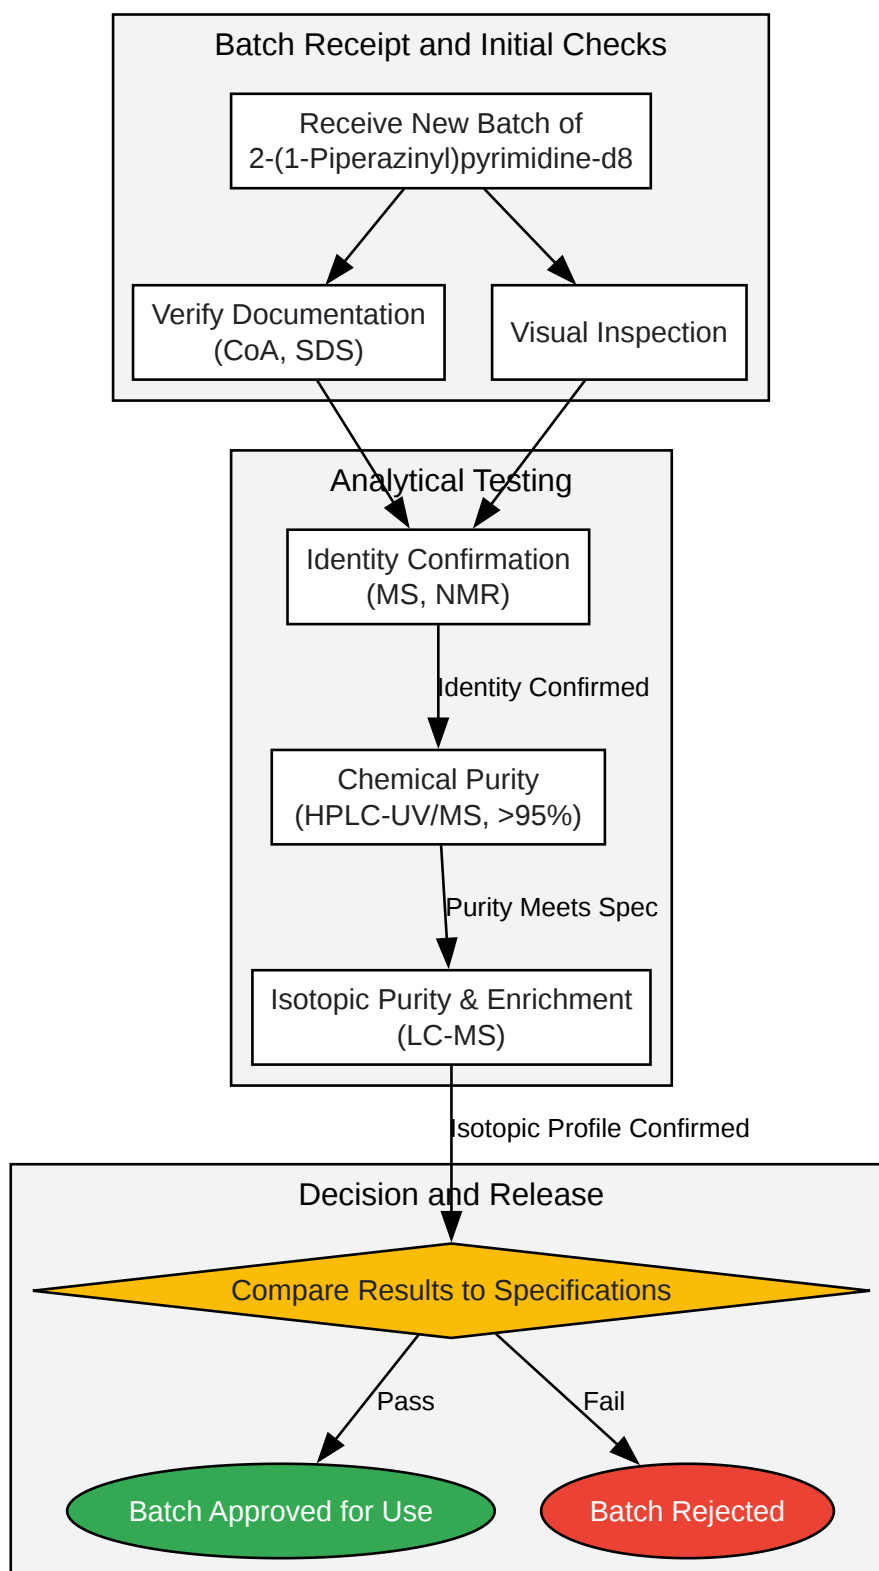 Batch Receipt and Initial Checks
Receive New Batch of
2-(1-Piperazinyl)pyrimidine-d8
Verify Documentation
(CoA, SDS)
Visual Inspection
Analytical Testing
Identity Confirmation
(MS, NMR)
Identity Confirmed
Chemical Purity
(HPLC-UV/MS, >95%)
Purity Meets Spec
Isotopic Purity & Enrichment
(LC-MS)
Isotopic Profile Confirmed
Decision and Release
Compare Results to Specifications
Pass
Fail
Batch Approved for Use
Batch Rejected